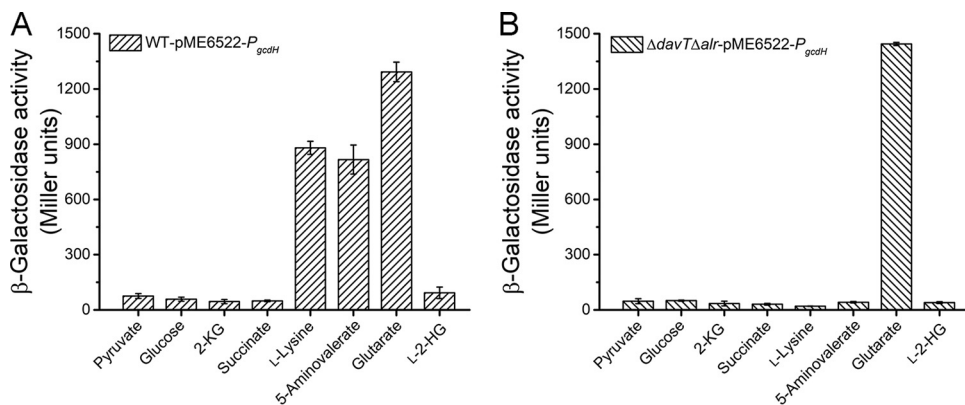 A
β-Galactosidase activity
(Miller units)
1500
1200
900
600
300
0
WT-pME6522-PgcdH
Pyruvate
Glucose
2-KG
Succinate
L-Lysine
5-Aminovalerate
Glutarate
L-2-HG
B
β-Galactosidase activity
(Miller units)
1500
1200
900
600
300
0
ΔdavTΔalr-pME6522-PgcdH
Pyruvate
Glucose
2-KG
Succinate
L-Lysine
5-Aminovalerate
Glutarate
L-2-HG